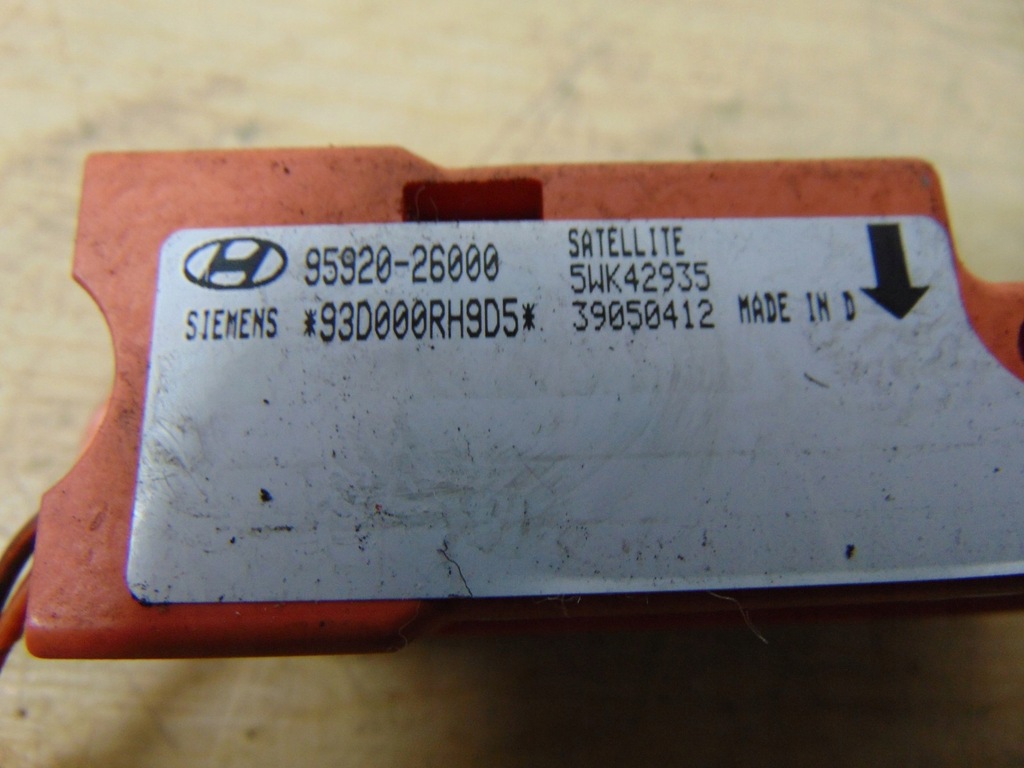 95920-26000 SATELLITE
5WK42935
SIEMENS *93D000RH9D5* 39050412 MADE IN D